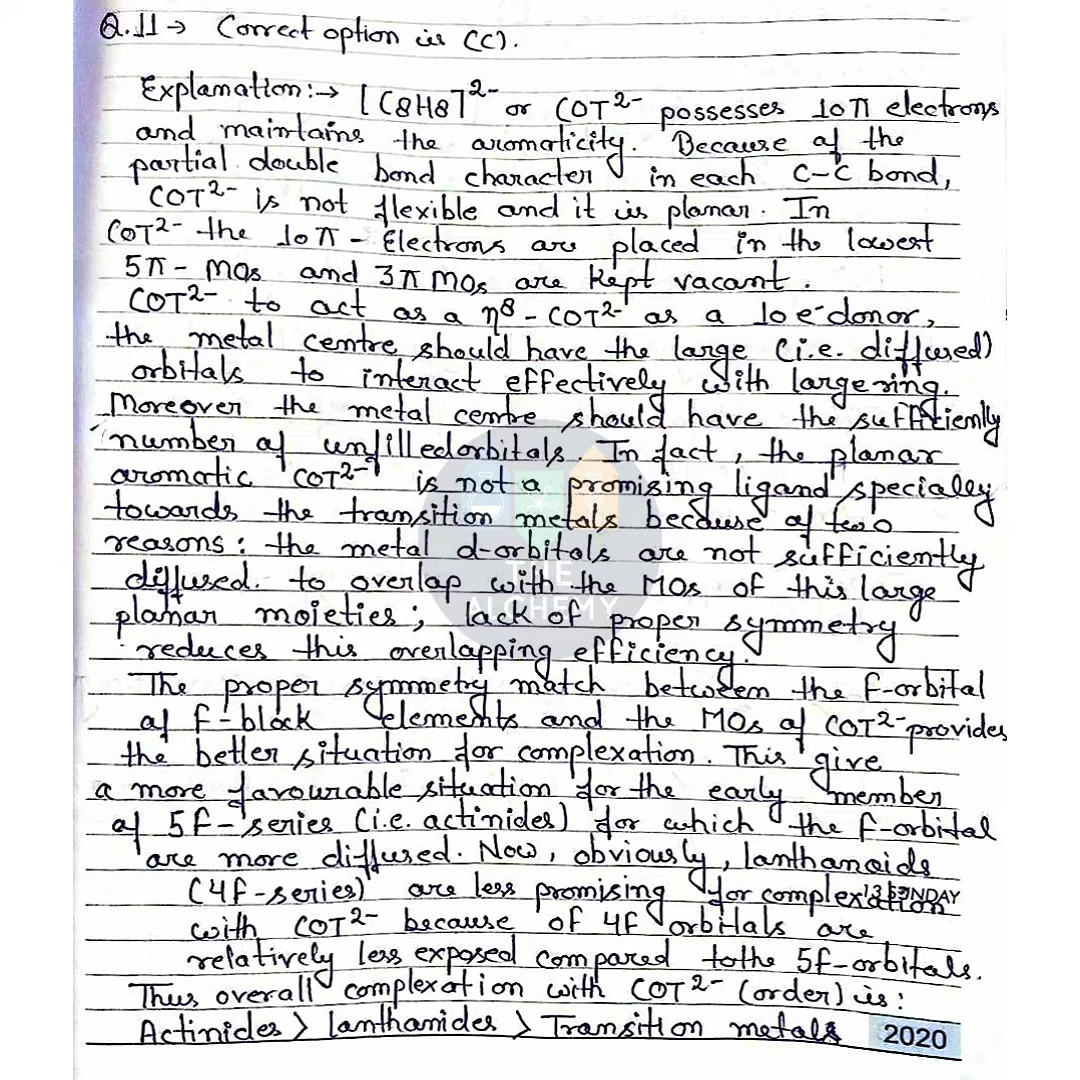 Q.11 → Correct option is (C).
Explanation:→ [C8H8]²⁻ or COT²⁻ possesses 10π electrons
and maintains the aromaticity. Because of the
partial double bond character in each C-C bond,
COT²⁻ is not flexible and it is planar. In
COT²⁻ the 10π - Electrons are placed in the lowest
5π - MOs and 3π MOs are kept vacant.
COT²⁻ to act as a η⁸ - COT²⁻ as a 10e⁻donor,
the metal centre should have the large (i.e. diffused)
orbitals to interact effectively with large ring.
Moreover the metal centre should have the sufficiently
number of unfilled orbitals. In fact, the planar
aromatic COT²⁻ is not a promising ligand specially
towards the transition metals because of two
reasons: the metal d-orbitals are not sufficiently
diffused. to overlap with the MOs of this large
planar moieties; lack of proper symmetry
reduces this overlapping efficiency.
THE
ALCHEMY
The proper symmetry match between the f-orbital
of f-block elements and the MOs of COT²⁻ provides
the better situation for complexation. This give
a more favourable situation for the early member
of 5f-series (i.e. actinides) for which the f-orbital
are more diffused. Now, obviously, lanthanoids
(4f-series) are less promising for complexation
with COT²⁻ because of 4f orbitals are
relatively less exposed compared to the 5f-orbitals.
Thus overall complexation with COT²⁻ (order) is:
Actinides > lanthanides > Transition metals
2020